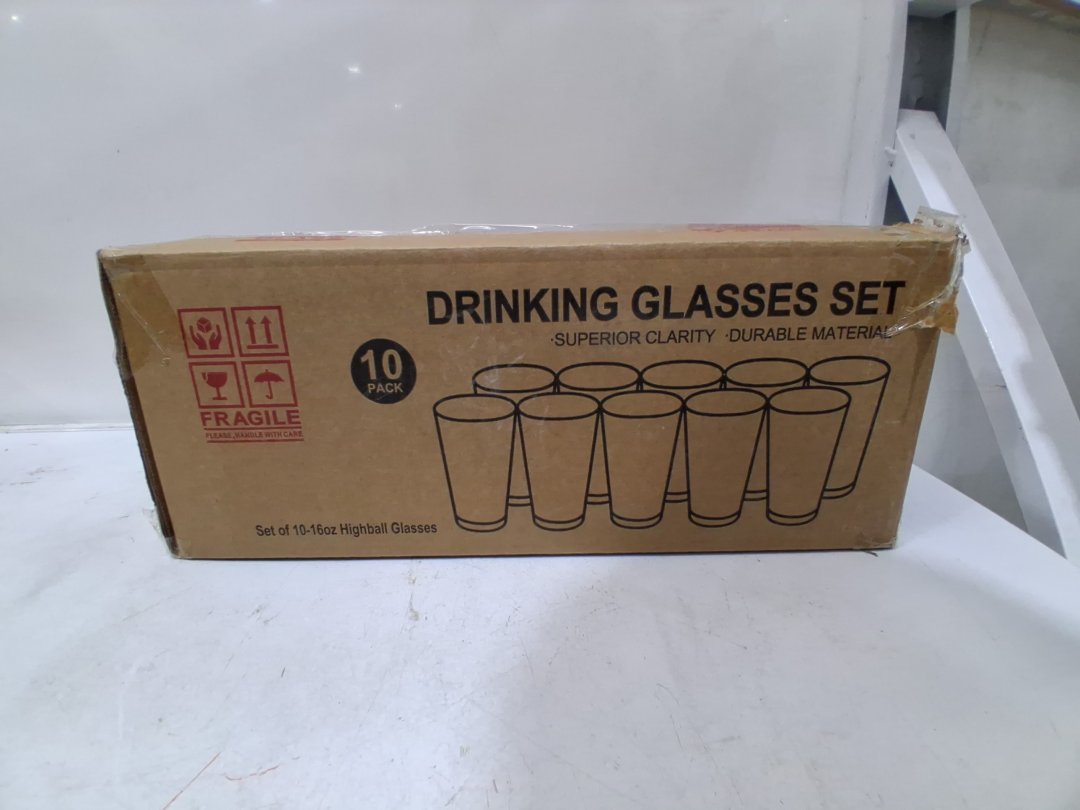 DRINKING GLASSES SET
·SUPERIOR CLARITY ·DURABLE MATERIAL
10
PACK
FRAGILE
PLEASE,HANDLE WITH CARE
Set of 10-16oz Highball Glasses